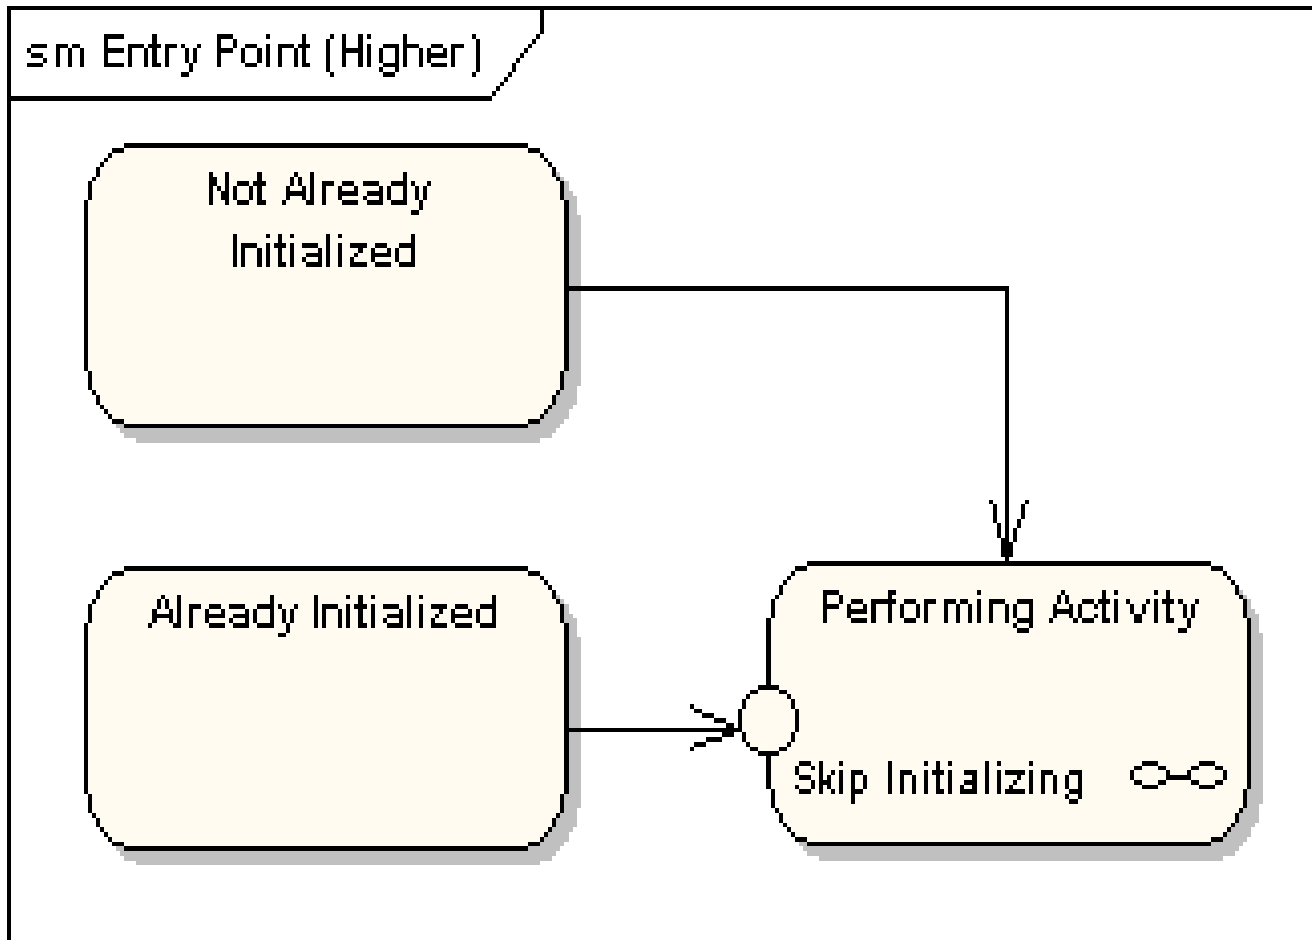 sm Entry Point (Higher)
Not Already
Initialized
Already Initialized
Performing Activity
Skip Initializing